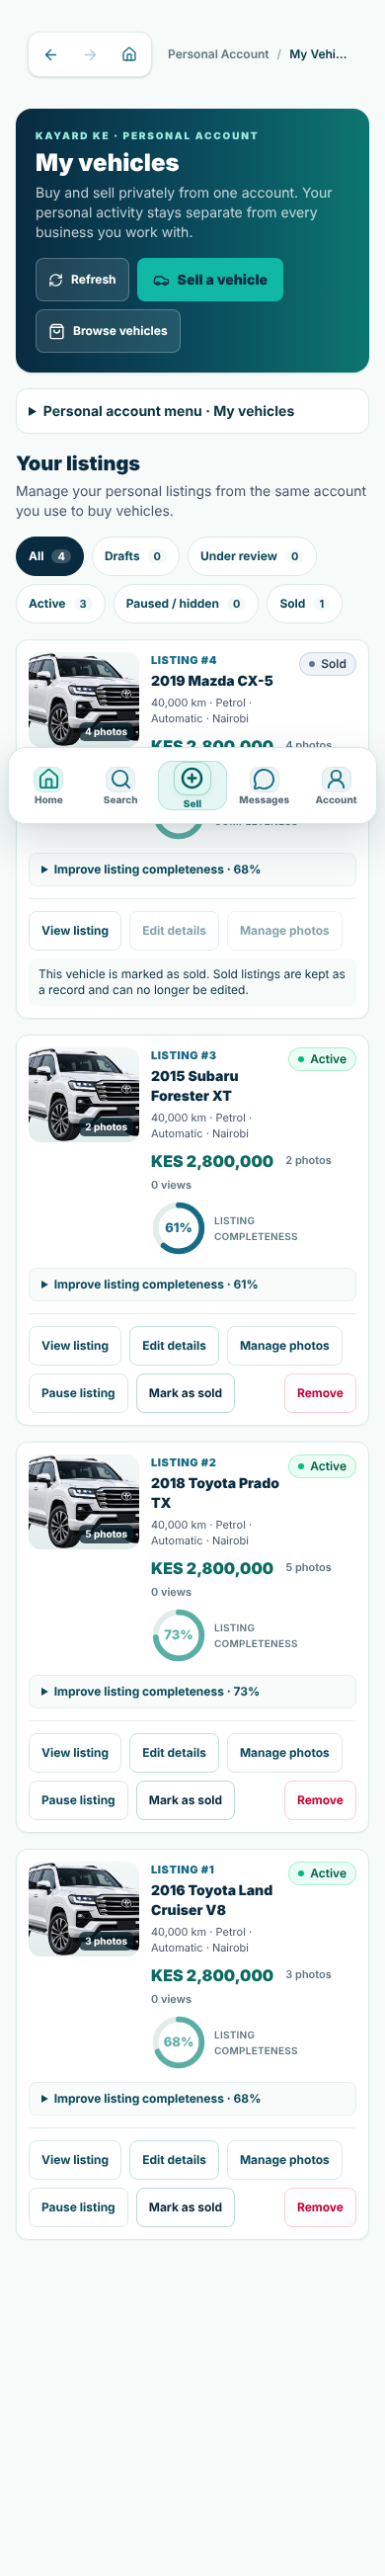 Personal Account / My Vehi...
KAYARD KE · PERSONAL ACCOUNT
My vehicles
Buy and sell privately from one account. Your
personal activity stays separate from every
business you work with.
Refresh
Sell a vehicle
Browse vehicles
Personal account menu · My vehicles
Your listings
Manage your personal listings from the same account
you use to buy vehicles.
All 4
Drafts 0
Under review 0
Active 3
Paused / hidden 0
Sold 1
4 photos
LISTING #4
Sold
2019 Mazda CX-5
40,000 km · Petrol ·
Automatic · Nairobi
KES 2,800,000
4 photos
Home
Search
Sell
Messages
Account
COMPLETENESS
Improve listing completeness · 68%
View listing
Edit details
Manage photos
This vehicle is marked as sold. Sold listings are kept as
a record and can no longer be edited.
2 photos
LISTING #3
Active
2015 Subaru
Forester XT
40,000 km · Petrol ·
Automatic · Nairobi
KES 2,800,000
2 photos
0 views
61%
LISTING
COMPLETENESS
Improve listing completeness · 61%
View listing
Edit details
Manage photos
Pause listing
Mark as sold
Remove
5 photos
LISTING #2
Active
2018 Toyota Prado
TX
40,000 km · Petrol ·
Automatic · Nairobi
KES 2,800,000
5 photos
0 views
73%
LISTING
COMPLETENESS
Improve listing completeness · 73%
View listing
Edit details
Manage photos
Pause listing
Mark as sold
Remove
3 photos
LISTING #1
Active
2016 Toyota Land
Cruiser V8
40,000 km · Petrol ·
Automatic · Nairobi
KES 2,800,000
3 photos
0 views
68%
LISTING
COMPLETENESS
Improve listing completeness · 68%
View listing
Edit details
Manage photos
Pause listing
Mark as sold
Remove